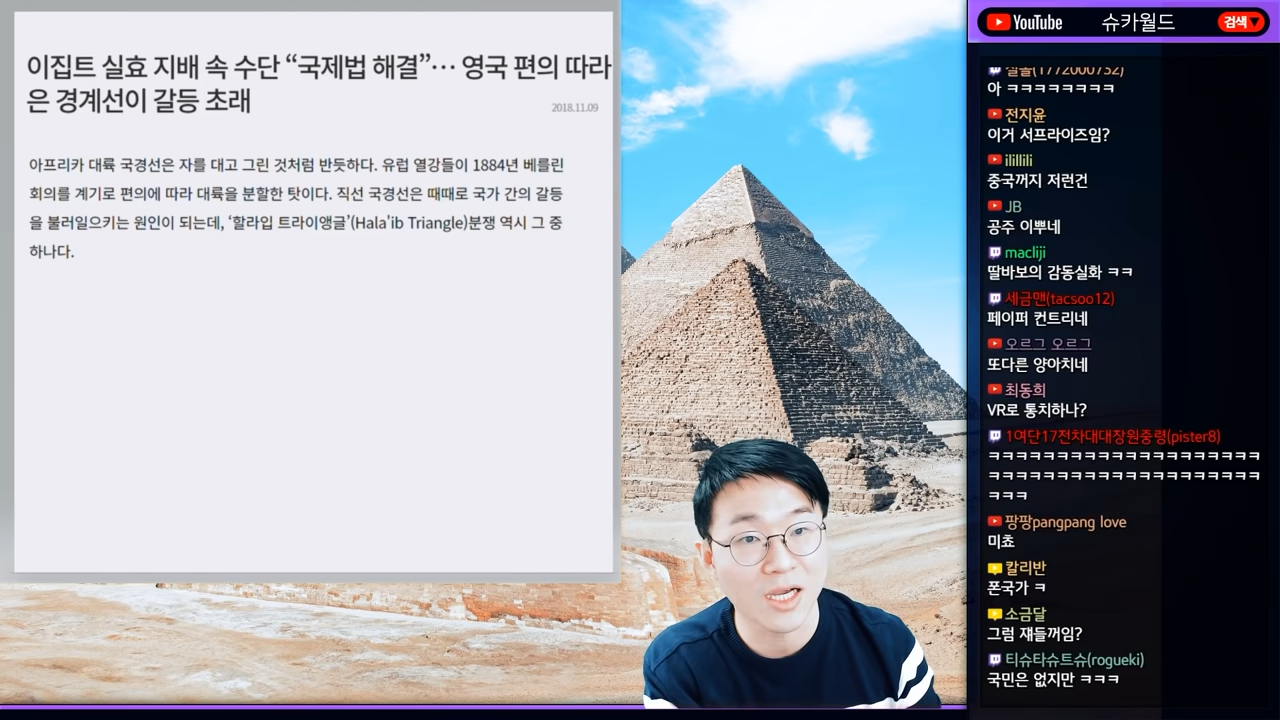 이집트 실효 지배 속 수단 “국제법 해결”… 영국 편의 따라
은 경계선이 갈등 초래
2018.11.09
아프리카 대륙 국경선은 자를 대고 그린 것처럼 반듯하다. 유럽 열강들이 1884년 베를린
회의를 계기로 편의에 따라 대륙을 분할한 탓이다. 직선 국경선은 때때로 국가 간의 갈등
을 불러일으키는 원인이 되는데, ‘할라입 트라이앵글’(Hala'ib Triangle)분쟁 역시 그 중
하나다.
YouTube 슈카월드 검색
아 ㅋㅋㅋㅋㅋㅋㅋㅋ
전지윤
이거 서프라이즈임?
ilillili
중국꺼지 저런건
JB
공주 이뿌네
macliji
딸바보의 감동실화 ㅋㅋ
세금맨(tacsoo12)
페이퍼 컨트리네
오르그 오르그
또다른 양아치네
최동희
VR로 통치하나?
1여단17전차대대장원중령(pister8)
ㅋㅋㅋㅋㅋㅋㅋㅋㅋㅋㅋㅋㅋㅋㅋㅋㅋㅋㅋ
ㅋㅋㅋㅋㅋㅋㅋㅋㅋㅋㅋㅋㅋㅋㅋㅋㅋㅋㅋ
ㅋㅋㅋ
팡팡pangpang love
미쵸
칼리반
폰국가 ㅋ
소금달
그럼 쟤들꺼임?
티슈타슈트슈(rogueki)
국민은 없지만 ㅋㅋㅋ